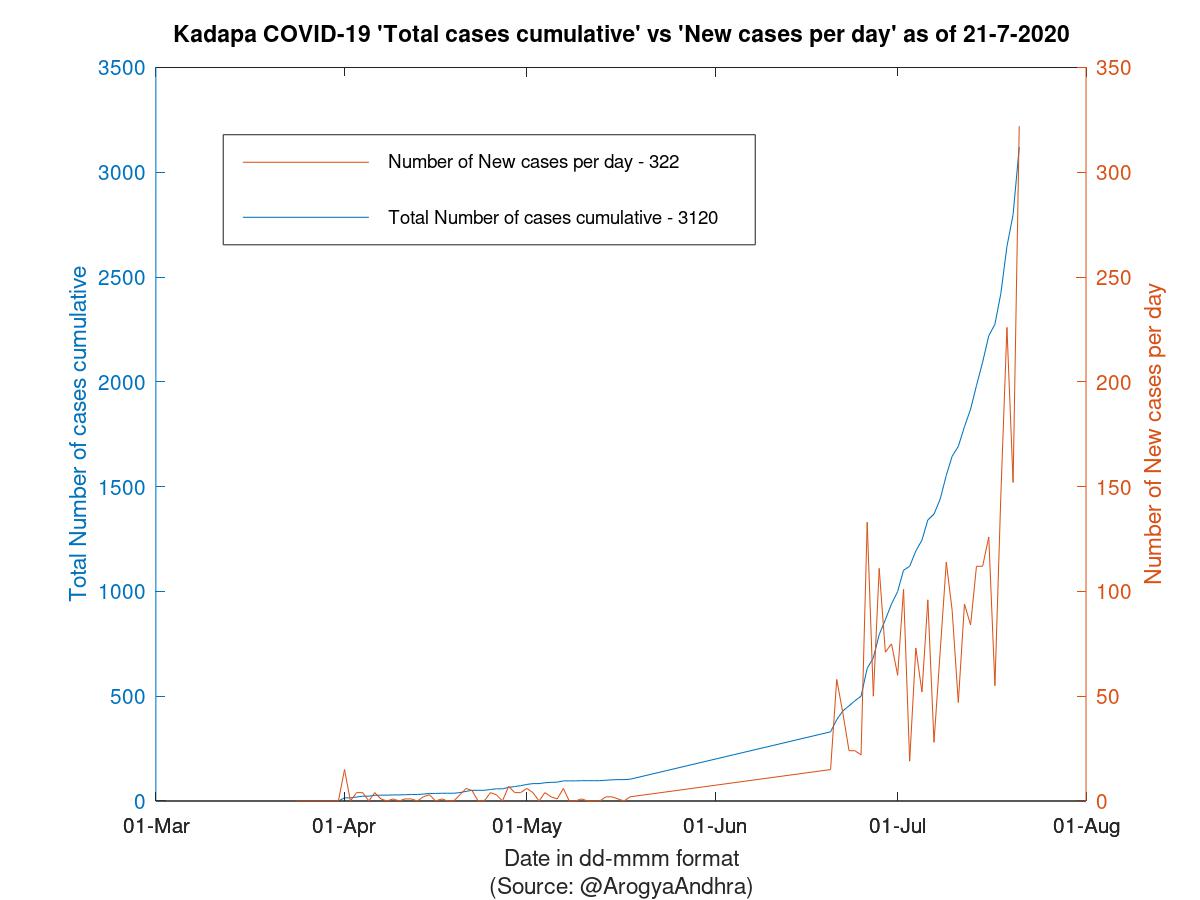 Kadapa COVID-19 'Total cases cumulative' vs 'New cases per day' as of 21-7-2020
3500
3000
2500
2000
1500
1000
500
0
Total Number of cases cumulative
Number of New cases per day - 322
Total Number of cases cumulative - 3120
350
300
250
200
150
100
50
0
Number of New cases per day
01-Mar 01-Apr 01-May 01-Jun 01-Jul 01-Aug
Date in dd-mmm format
(Source: @ArogyaAndhra)